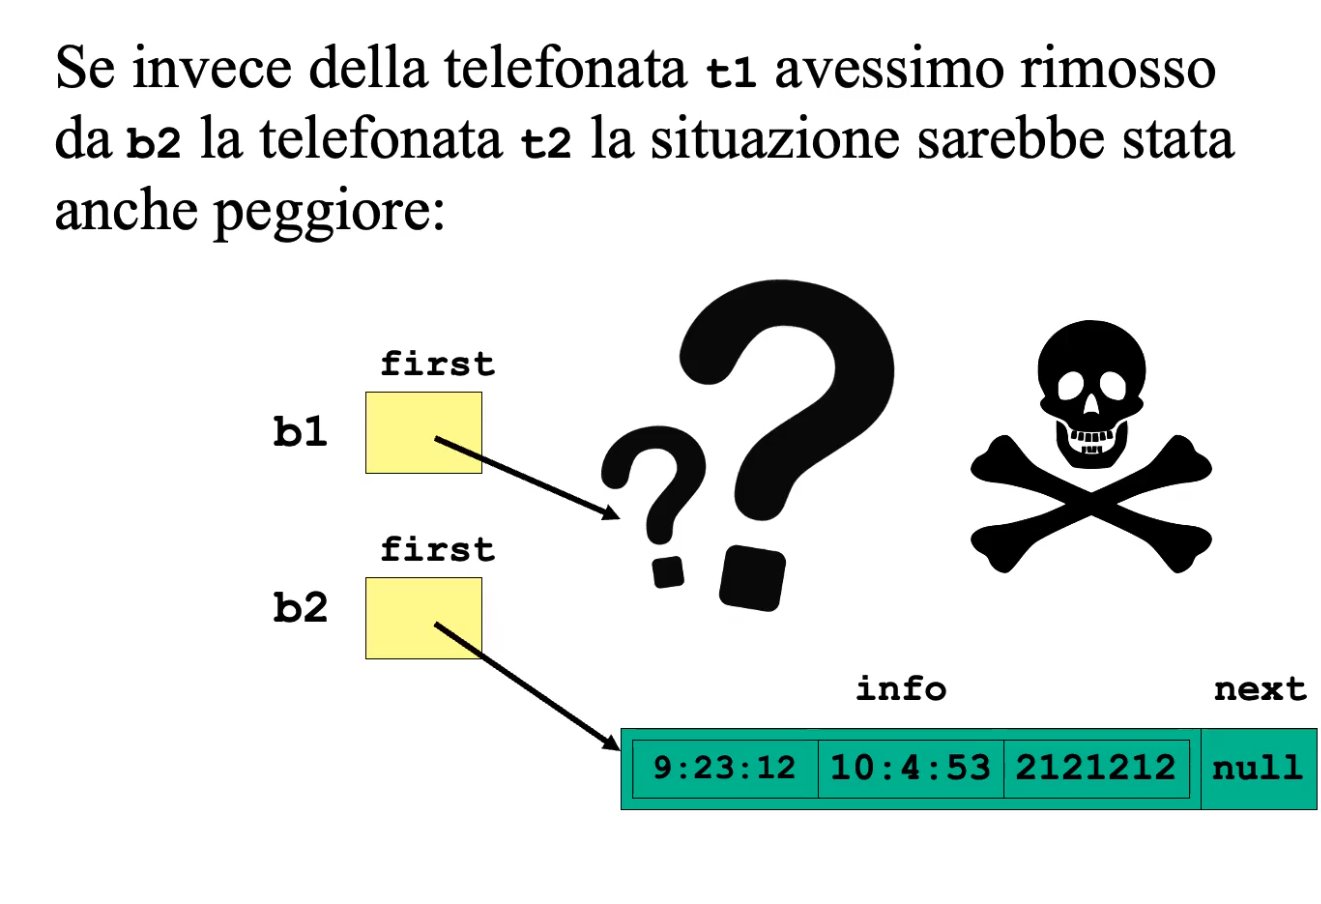 Se invece della telefonata t1 avessimo rimosso
da b2 la telefonata t2 la situazione sarebbe stata
anche peggiore:
first
b1
first
b2
info next
9:23:12 10:4:53 2121212 null